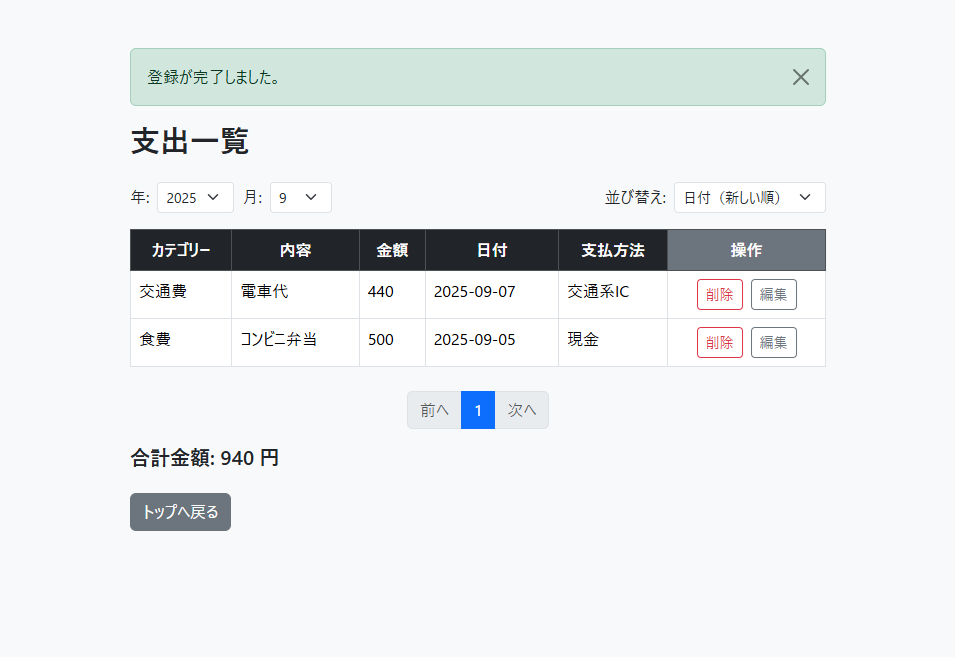 登録が完了しました。
支出一覧
年: 2025 月: 9 並び替え: 日付（新しい順）
カテゴリー 内容 金額 日付 支払方法 操作
交通費 電車代 440 2025-09-07 交通系IC 削除 編集
食費 コンビニ弁当 500 2025-09-05 現金 削除 編集
前へ 1 次へ
合計金額: 940 円
トップへ戻る